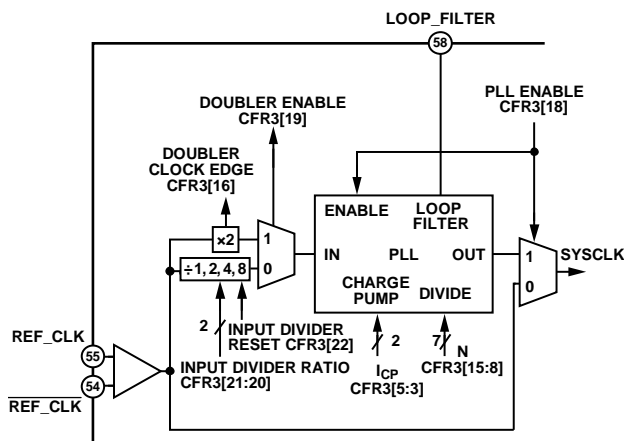 LOOP_FILTER
58
DOUBLER ENABLE
CFR3[19]
PLL ENABLE
CFR3[18]
DOUBLER
CLOCK EDGE
CFR3[16]
ENABLE
LOOP
FILTER
×2
1
IN
PLL
OUT
1
SYSCLK
÷1, 2, 4, 8
0
0
CHARGE
PUMP
DIVIDE
2
INPUT DIVIDER
RESET CFR3[22]
2
7
N
CFR3[15:8]
REF_CLK
55
INPUT DIVIDER RATIO
CFR3[21:20]
ICP
CFR3[5:3]
54
REF_CLK